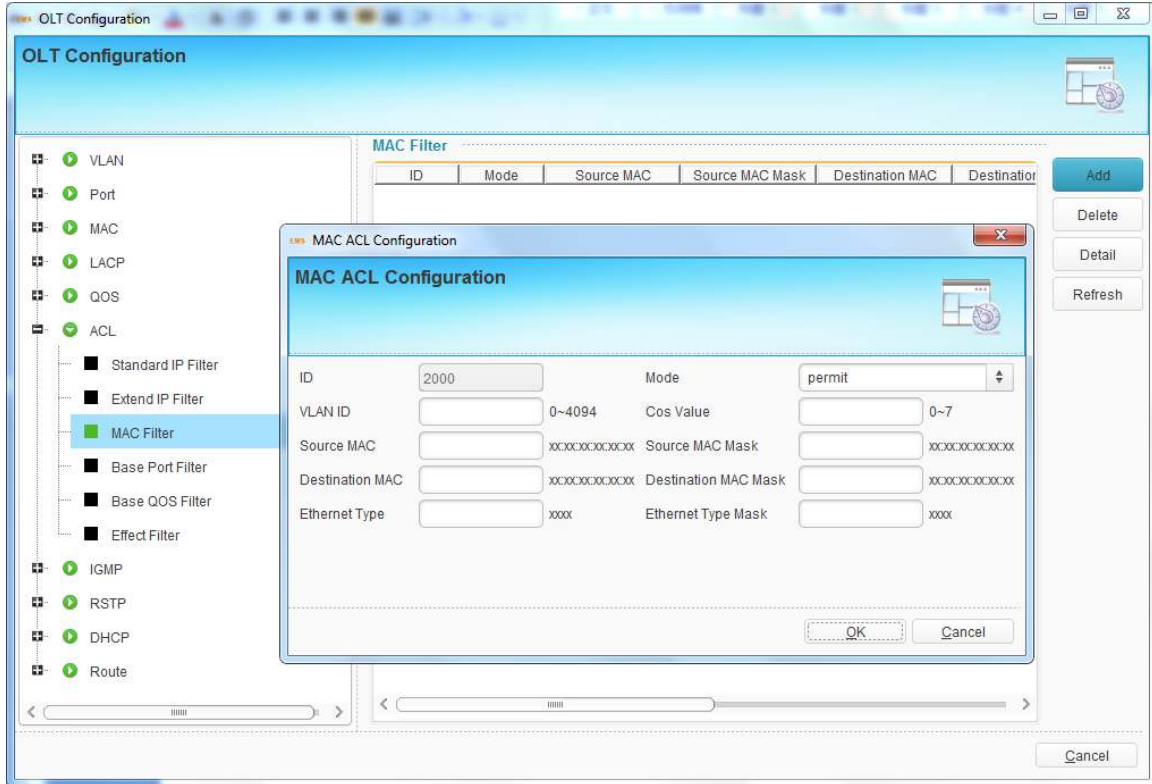 EMS OLT Configuration
OLT Configuration
VLAN
Port
MAC
LACP
QOS
ACL
Standard IP Filter
Extend IP Filter
MAC Filter
Base Port Filter
Base QOS Filter
Effect Filter
IGMP
RSTP
DHCP
Route
MAC Filter
ID Mode Source MAC Source MAC Mask Destination MAC Destination
Add
Delete
Detail
Refresh
EMS MAC ACL Configuration
MAC ACL Configuration
ID 2000 Mode permit
VLAN ID 0~4094 Cos Value 0~7
Source MAC xx:xx:xx:xx:xx:xx Source MAC Mask xx:xx:xx:xx:xx:xx
Destination MAC xx:xx:xx:xx:xx:xx Destination MAC Mask xx:xx:xx:xx:xx:xx
Ethernet Type xxxx Ethernet Type Mask xxxx
OK Cancel
Cancel